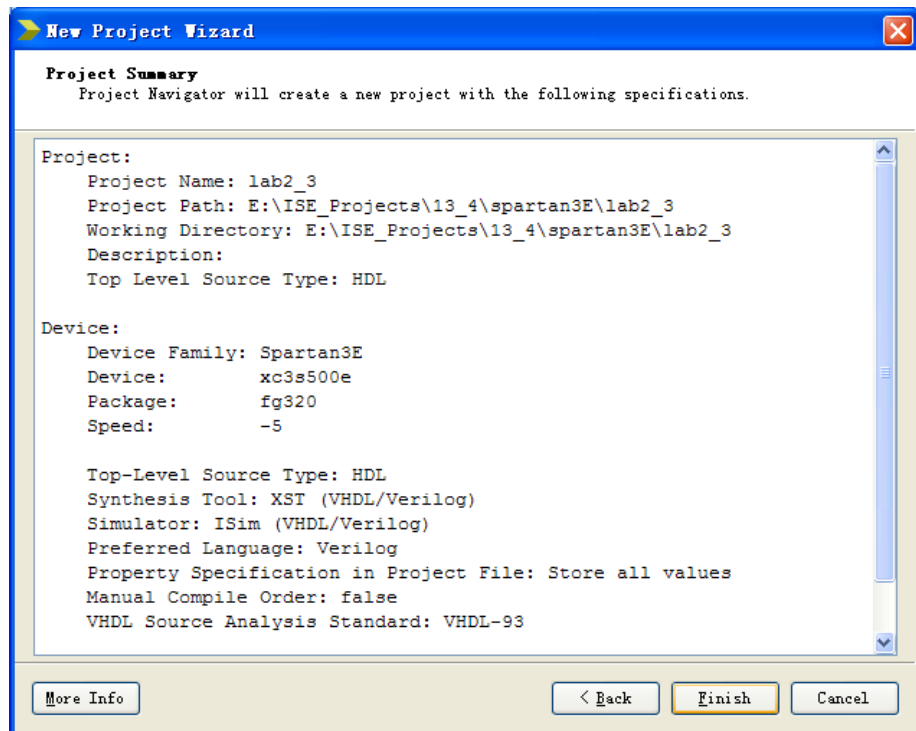 New Project Wizard
Project Summary
Project Navigator will create a new project with the following specifications.
Project:
Project Name: lab2_3
Project Path: E:\ISE_Projects\13_4\spartan3E\lab2_3
Working Directory: E:\ISE_Projects\13_4\spartan3E\lab2_3
Description:
Top Level Source Type: HDL
Device:
Device Family: Spartan3E
Device: xc3s500e
Package: fg320
Speed: -5
Top-Level Source Type: HDL
Synthesis Tool: XST (VHDL/Verilog)
Simulator: ISim (VHDL/Verilog)
Preferred Language: Verilog
Property Specification in Project File: Store all values
Manual Compile Order: false
VHDL Source Analysis Standard: VHDL-93
More Info < Back Finish Cancel